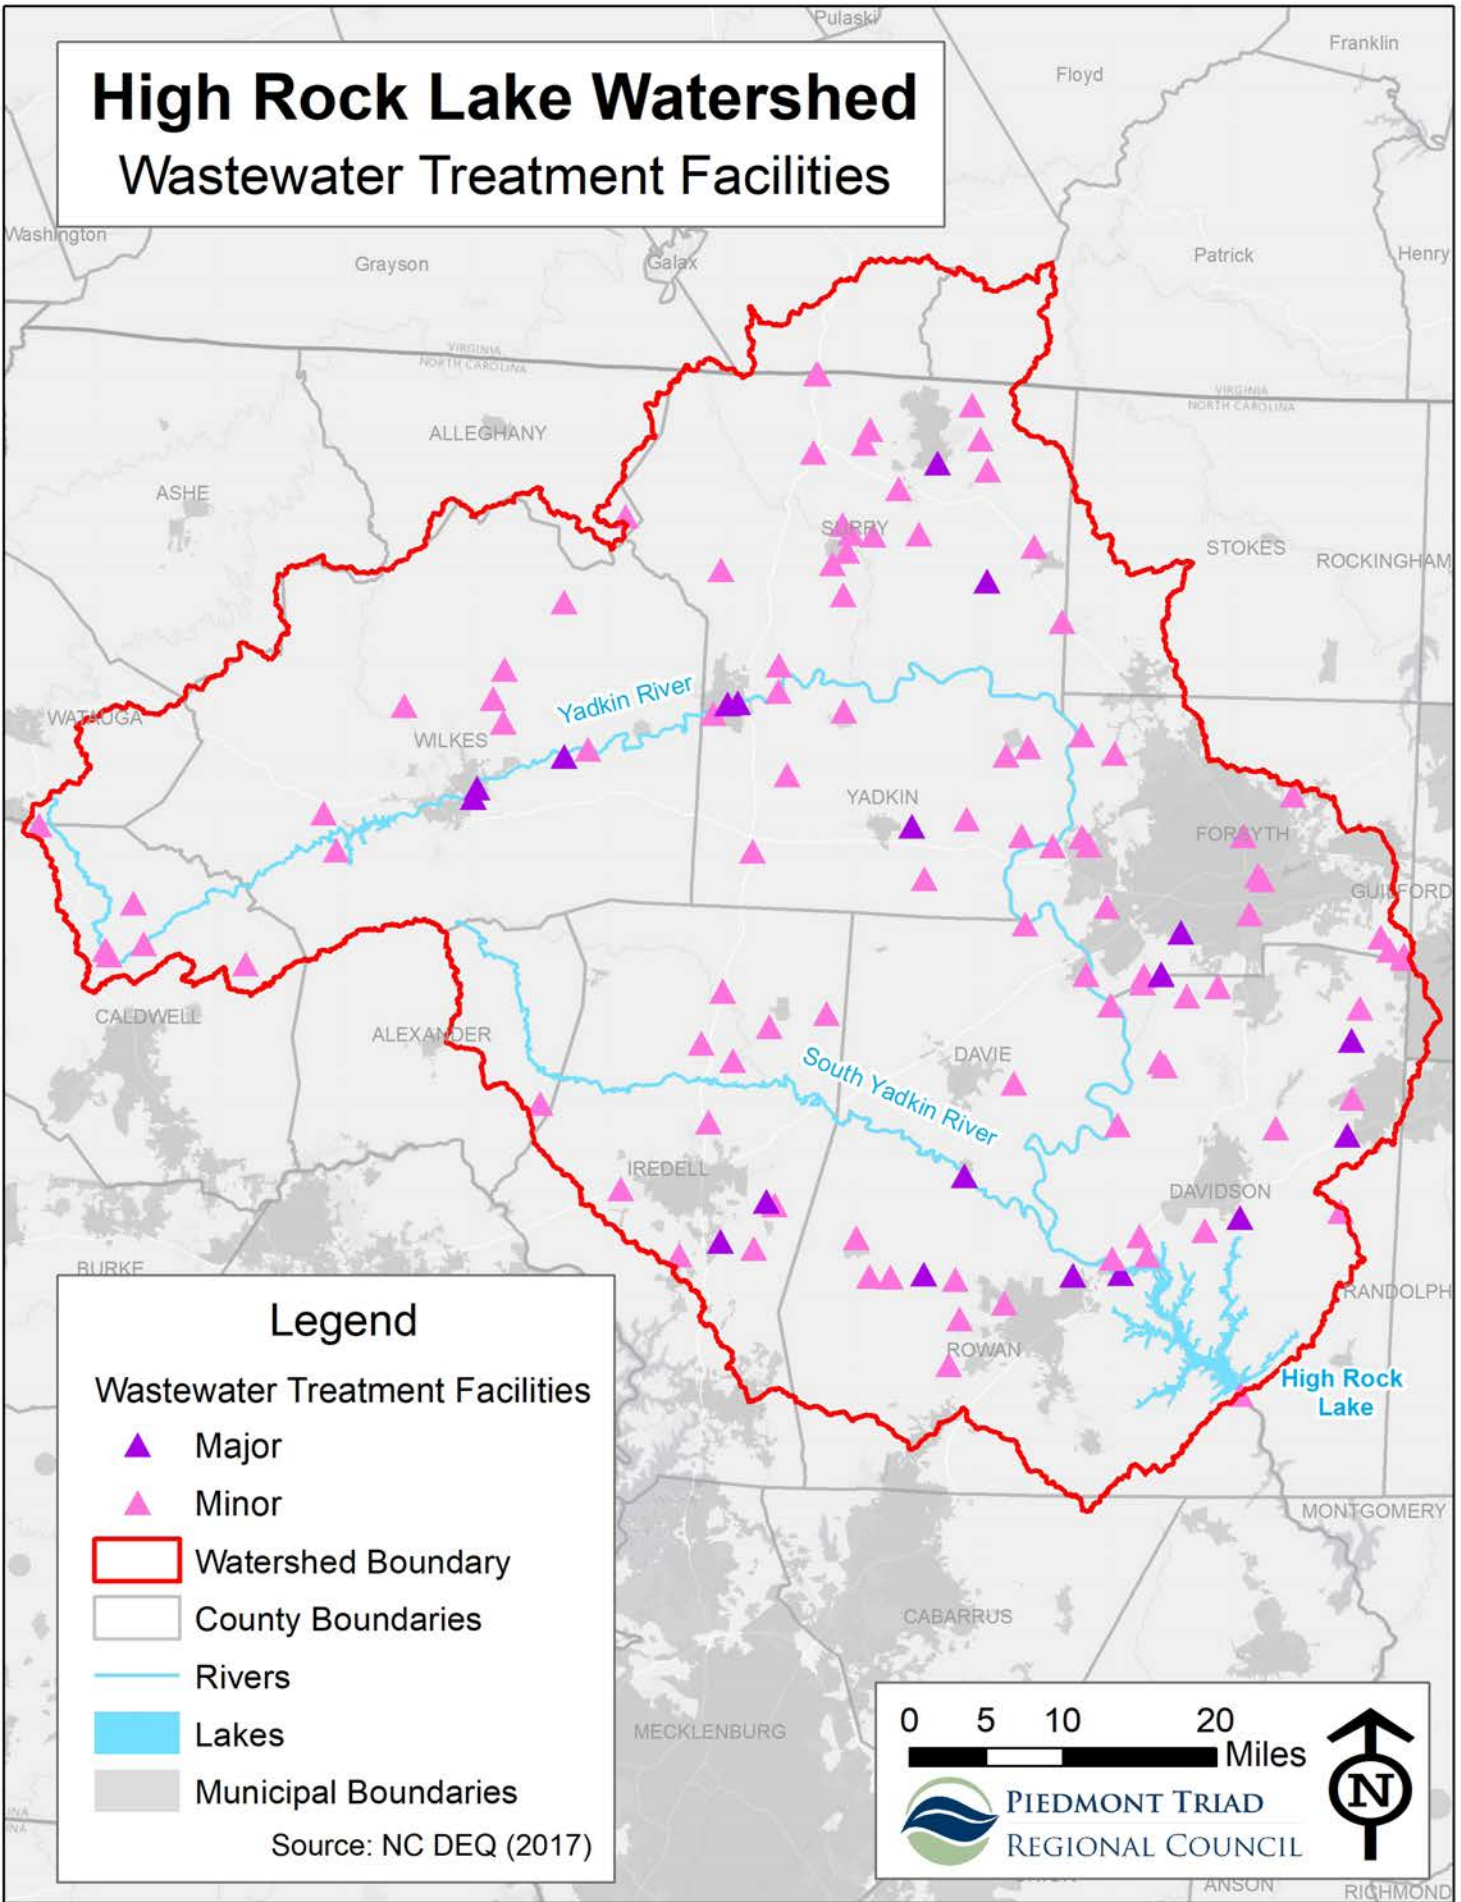 Pulaski
Franklin
Floyd
High Rock Lake Watershed
Wastewater Treatment Facilities
Washington
Grayson
Galax
Patrick
Henry
VIRGINIA
NORTH CAROLINA
VIRGINIA
NORTH CAROLINA
ALLEGHANY
ASHE
SURRY
STOKES
ROCKINGHAM
Yadkin River
WATAUGA
WILKES
YADKIN
FORSYTH
GUILFORD
CALDWELL
ALEXANDER
DAVIE
South Yadkin River
IREDELL
DAVIDSON
BURKE
RANDOLPH
ROWAN
High Rock
Lake
MONTGOMERY
CABARRUS
MECKLENBURG
Legend
Wastewater Treatment Facilities
Major
Minor
Watershed Boundary
County Boundaries
Rivers
Lakes
Municipal Boundaries
Source: NC DEQ (2017)
0 5 10 20
Miles
N
PIEDMONT TRIAD
REGIONAL COUNCIL
ANSON
RICHMOND